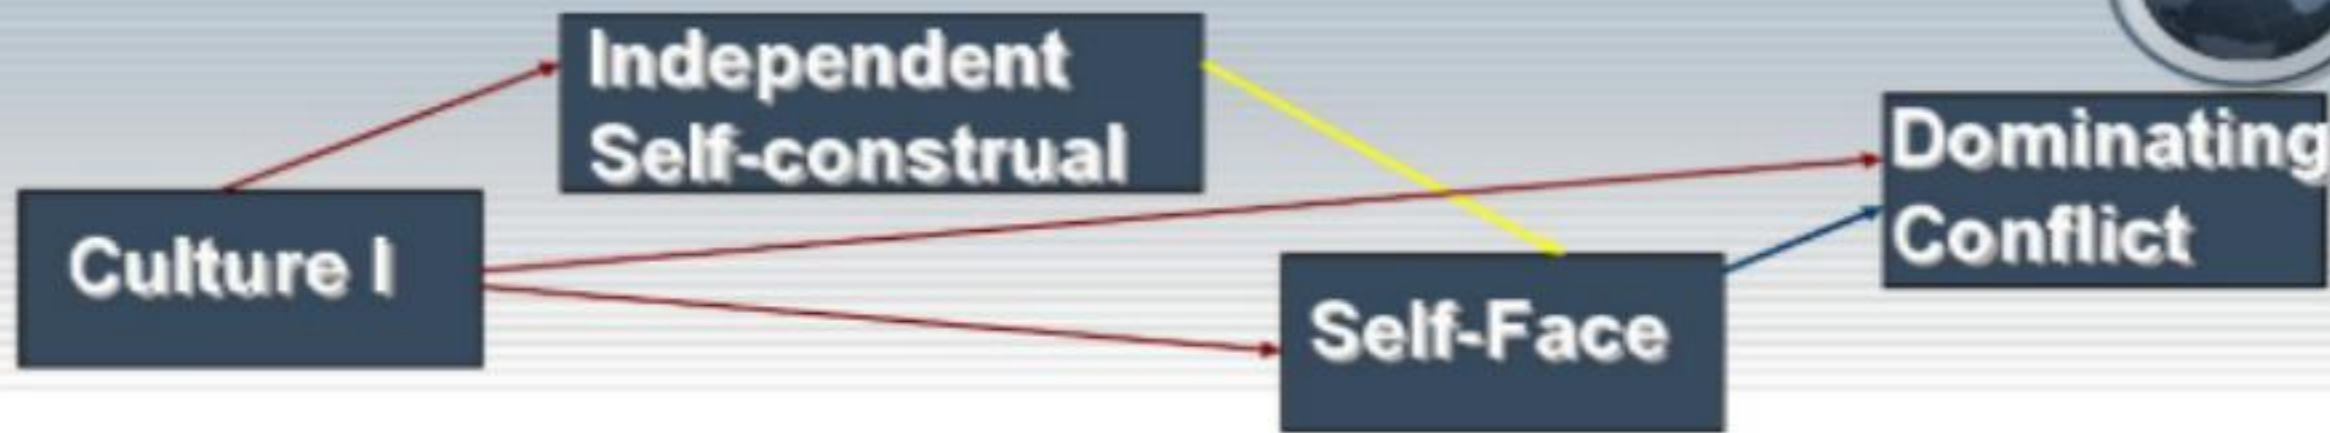 Independent
Self-construal
Culture I
Dominating
Conflict
Self-Face